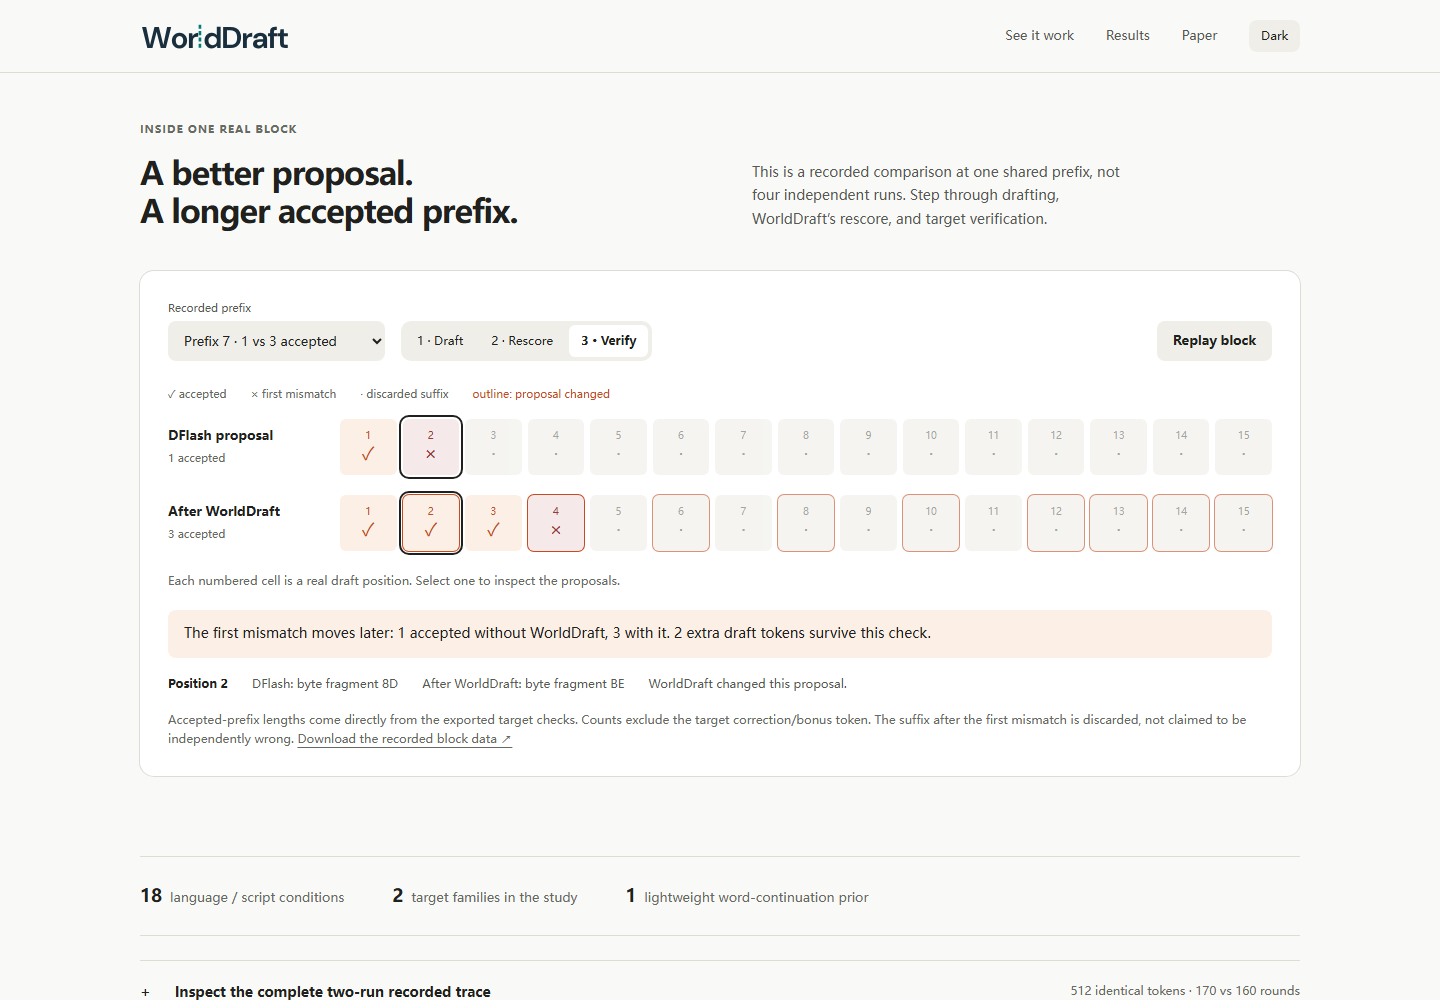 WorldDraft
See it work
Results
Paper
Dark
INSIDE ONE REAL BLOCK
A better proposal.
A longer accepted prefix.
This is a recorded comparison at one shared prefix, not
four independent runs. Step through drafting,
WorldDraft’s rescore, and target verification.
Recorded prefix
Prefix 7 · 1 vs 3 accepted
1 · Draft
2 · Rescore
3 • Verify
Replay block
✓ accepted
× first mismatch
· discarded suffix
outline: proposal changed
DFlash proposal
1 accepted
1 2 3 4 5 6 7 8 9 10 11 12 13 14 15
✓ × · · · · · · · · · · · · ·
After WorldDraft
3 accepted
1 2 3 4 5 6 7 8 9 10 11 12 13 14 15
✓ ✓ ✓ × · · · · · · · · · · ·
Each numbered cell is a real draft position. Select one to inspect the proposals.
The first mismatch moves later: 1 accepted without WorldDraft, 3 with it. 2 extra draft tokens survive this check.
Position 2 DFlash: byte fragment 8D After WorldDraft: byte fragment BE WorldDraft changed this proposal.
Accepted-prefix lengths come directly from the exported target checks. Counts exclude the target correction/bonus token. The suffix after the first mismatch is discarded, not claimed to be
independently wrong. Download the recorded block data ↗
18 language / script conditions
2 target families in the study
1 lightweight word-continuation prior
+ Inspect the complete two-run recorded trace
512 identical tokens · 170 vs 160 rounds